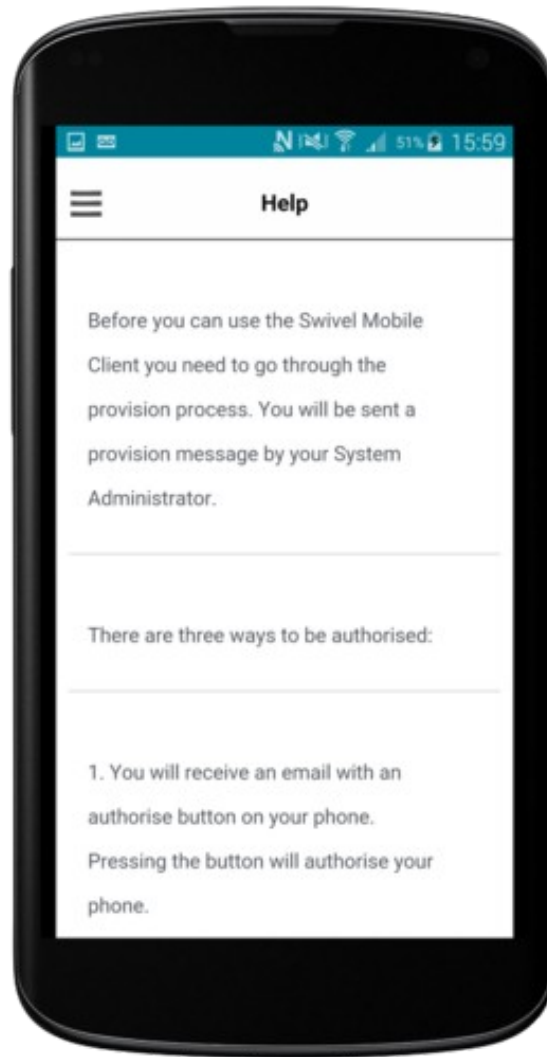 51% 15:59
Help
Before you can use the Swivel Mobile
Client you need to go through the
provision process. You will be sent a
provision message by your System
Administrator.
There are three ways to be authorised:
1. You will receive an email with an
authorise button on your phone.
Pressing the button will authorise your
phone.